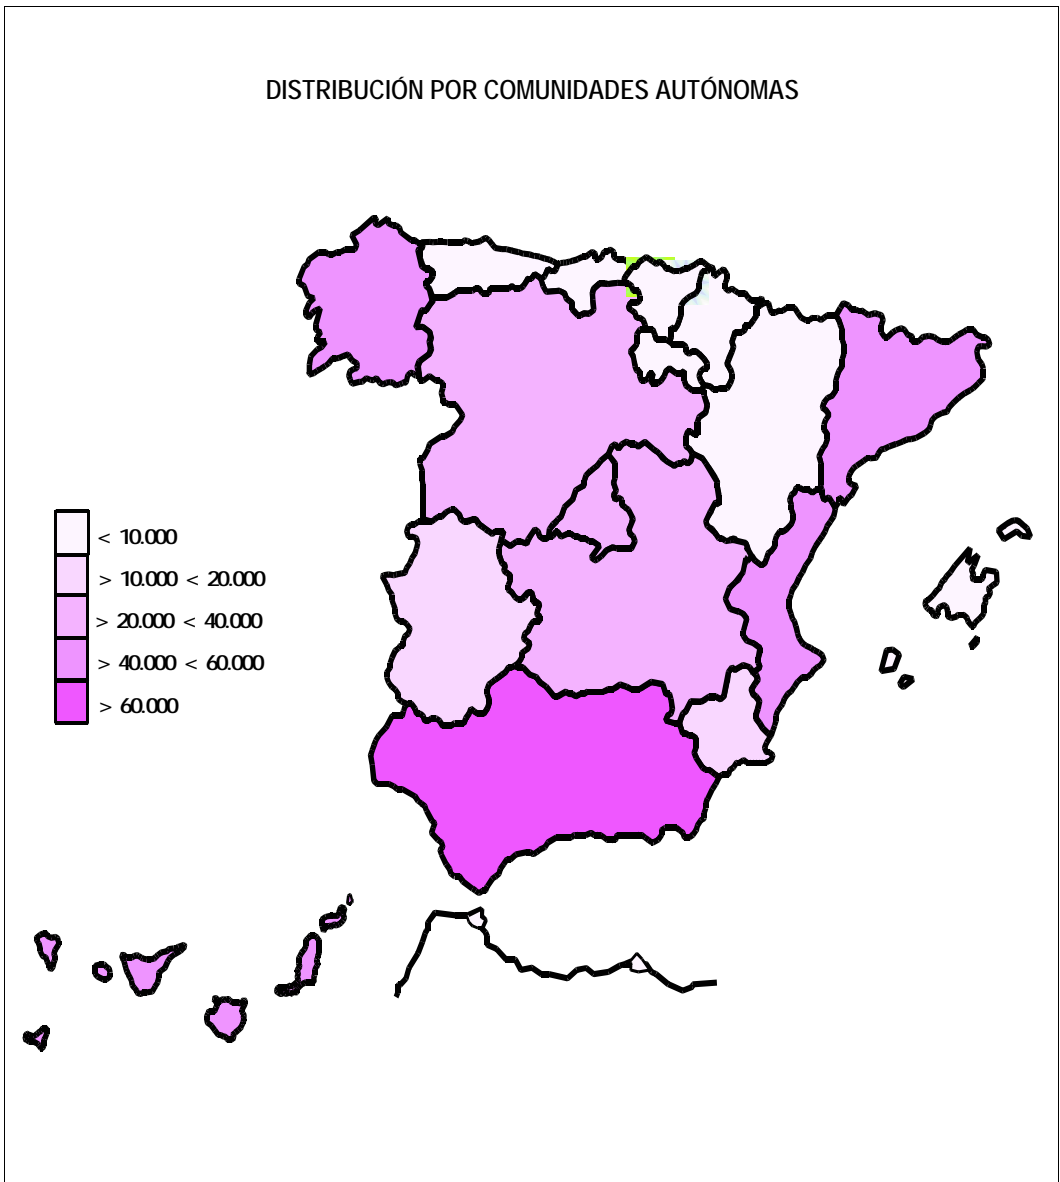 DISTRIBUCIÓN POR COMUNIDADES AUTÓNOMAS
< 10.000
> 10.000 < 20.000
> 20.000 < 40.000
> 40.000 < 60.000
> 60.000